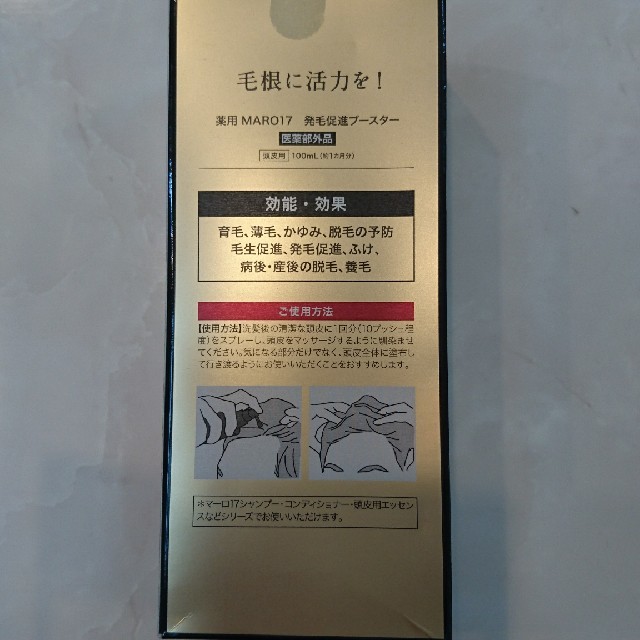 毛根に活力を!
薬用 MARO17 発毛促進ブースター
医薬部外品
頭皮用 100mL (約1カ月分)
効能・効果
育毛、薄毛、かゆみ、脱毛の予防
毛生促進、発毛促進、ふけ、
病後・産後の脱毛、養毛
ご使用方法
【使用方法】洗髪後の清潔な頭皮に1回分(10プッシュ程
度)をスプレーし、頭皮をマッサージするように馴染ませ
てください。気になる部分だけでなく、頭皮全体に塗布し
て行き渡るようにお使いいただくことをおすすめします。
＊マーロ17シャンプー・コンディショナー・頭皮用エッセン
スなどシリーズでお使いいただけます。